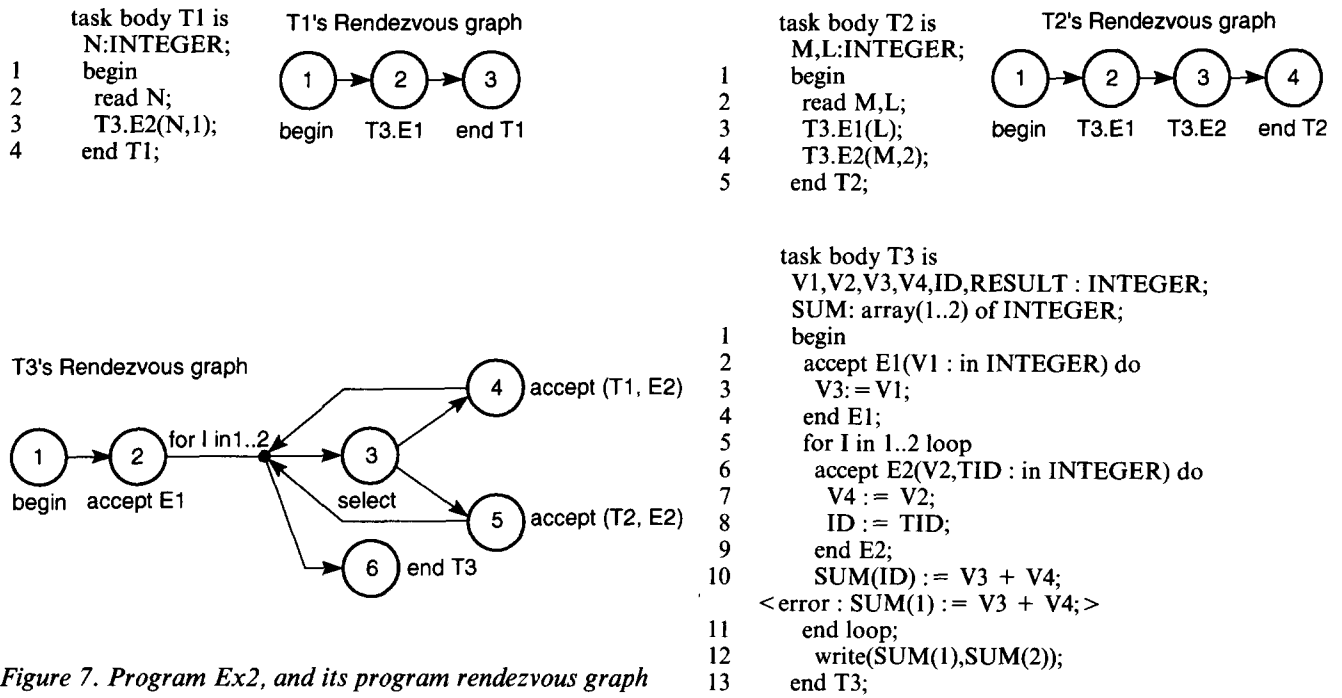 task body T1 is
N:INTEGER;
1 begin
2 read N;
3 T3.E2(N,1);
4 end T1;
T1's Rendezvous graph
1 2 3
begin T3.E1 end T1
task body T2 is
M,L:INTEGER;
1 begin
2 read M,L;
3 T3.E1(L);
4 T3.E2(M,2);
5 end T2;
T2's Rendezvous graph
1 2 3 4
begin T3.E1 T3.E2 end T2
T3's Rendezvous graph
4 accept (T1, E2)
for I in1..2
1 2 3
begin accept E1 select
5 accept (T2, E2)
6 end T3
task body T3 is
V1,V2,V3,V4,ID,RESULT : INTEGER;
SUM: array(1..2) of INTEGER;
1 begin
2 accept E1(V1 : in INTEGER) do
3 V3:=V1;
4 end E1;
5 for I in 1..2 loop
6 accept E2(V2,TID : in INTEGER) do
7 V4 := V2;
8 ID := TID;
9 end E2;
10 SUM(ID) := V3 + V4;
<error : SUM(1) := V3 + V4;>
11 end loop;
12 write(SUM(1),SUM(2));
13 end T3;
Figure 7. Program Ex2, and its program rendezvous graph